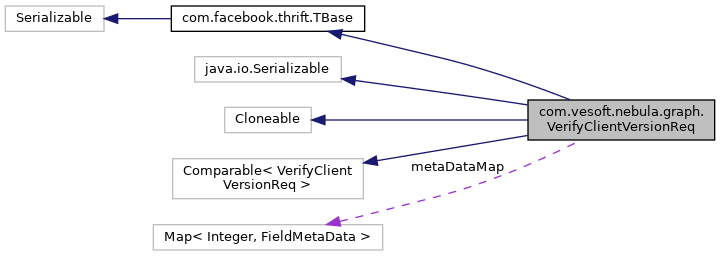 Serializable
com.facebook.thrift.TBase
java.io.Serializable
Cloneable
com.vesoft.nebula.graph.
VerifyClientVersionReq
Comparable< VerifyClient
VersionReq >
metaDataMap
Map< Integer, FieldMetaData >